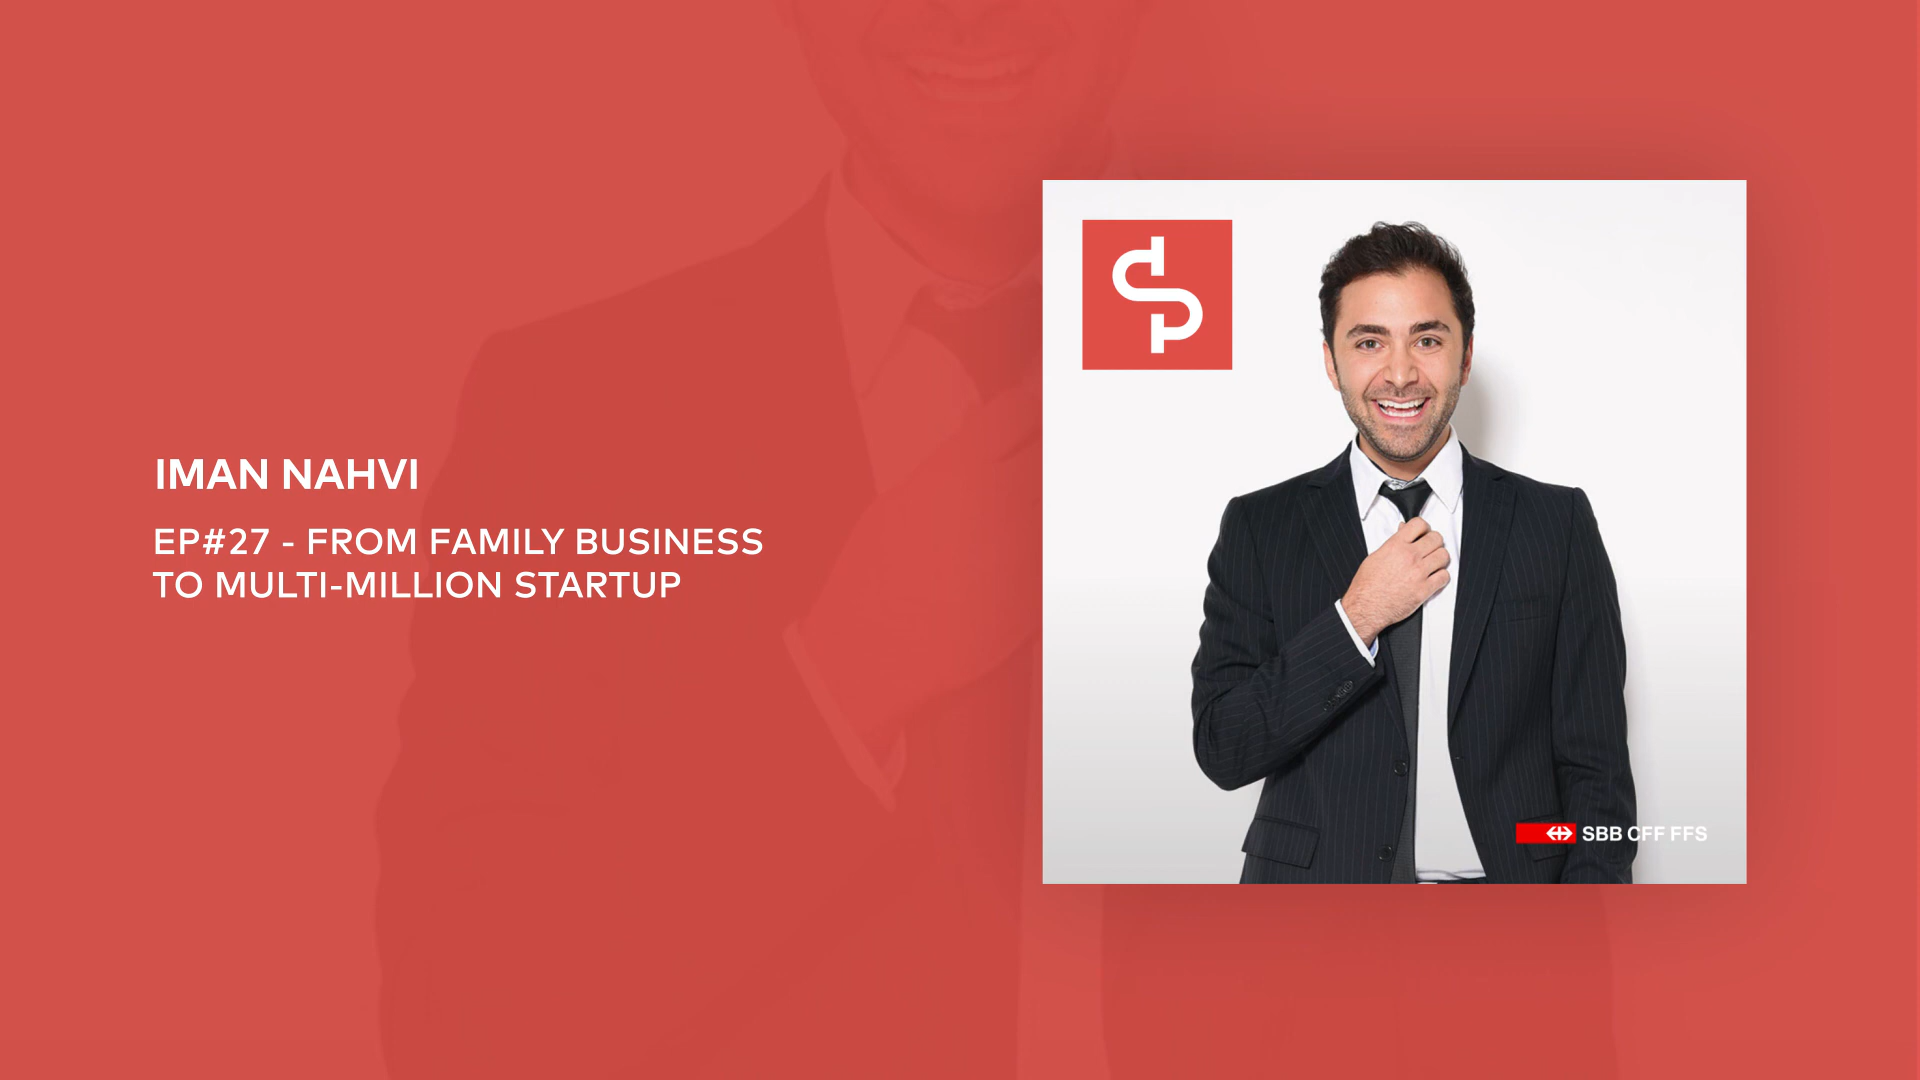 IMAN NAHVI
EP#27 - FROM FAMILY BUSINESS
TO MULTI-MILLION STARTUP
SBB CFF FFS